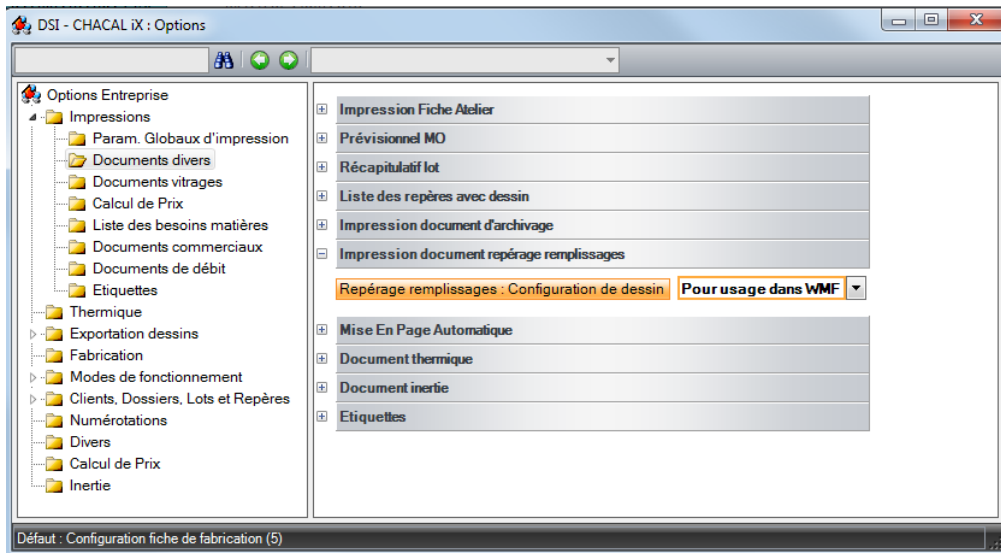 DSI - CHACAL iX : Options
Options Entreprise
Impressions
Param. Globaux d'impression
Documents divers
Documents vitrages
Calcul de Prix
Liste des besoins matières
Documents commerciaux
Documents de débit
Etiquettes
Thermique
Exportation dessins
Fabrication
Modes de fonctionnement
Clients, Dossiers, Lots et Repères
Numérotations
Divers
Calcul de Prix
Inertie
Impression Fiche Atelier
Prévisionnel MO
Récapitulatif lot
Liste des repères avec dessin
Impression document d'archivage
Impression document repérage remplissages
Repérage remplissages : Configuration de dessin Pour usage dans WMF
Mise En Page Automatique
Document thermique
Document inertie
Etiquettes
Défaut : Configuration fiche de fabrication (5)